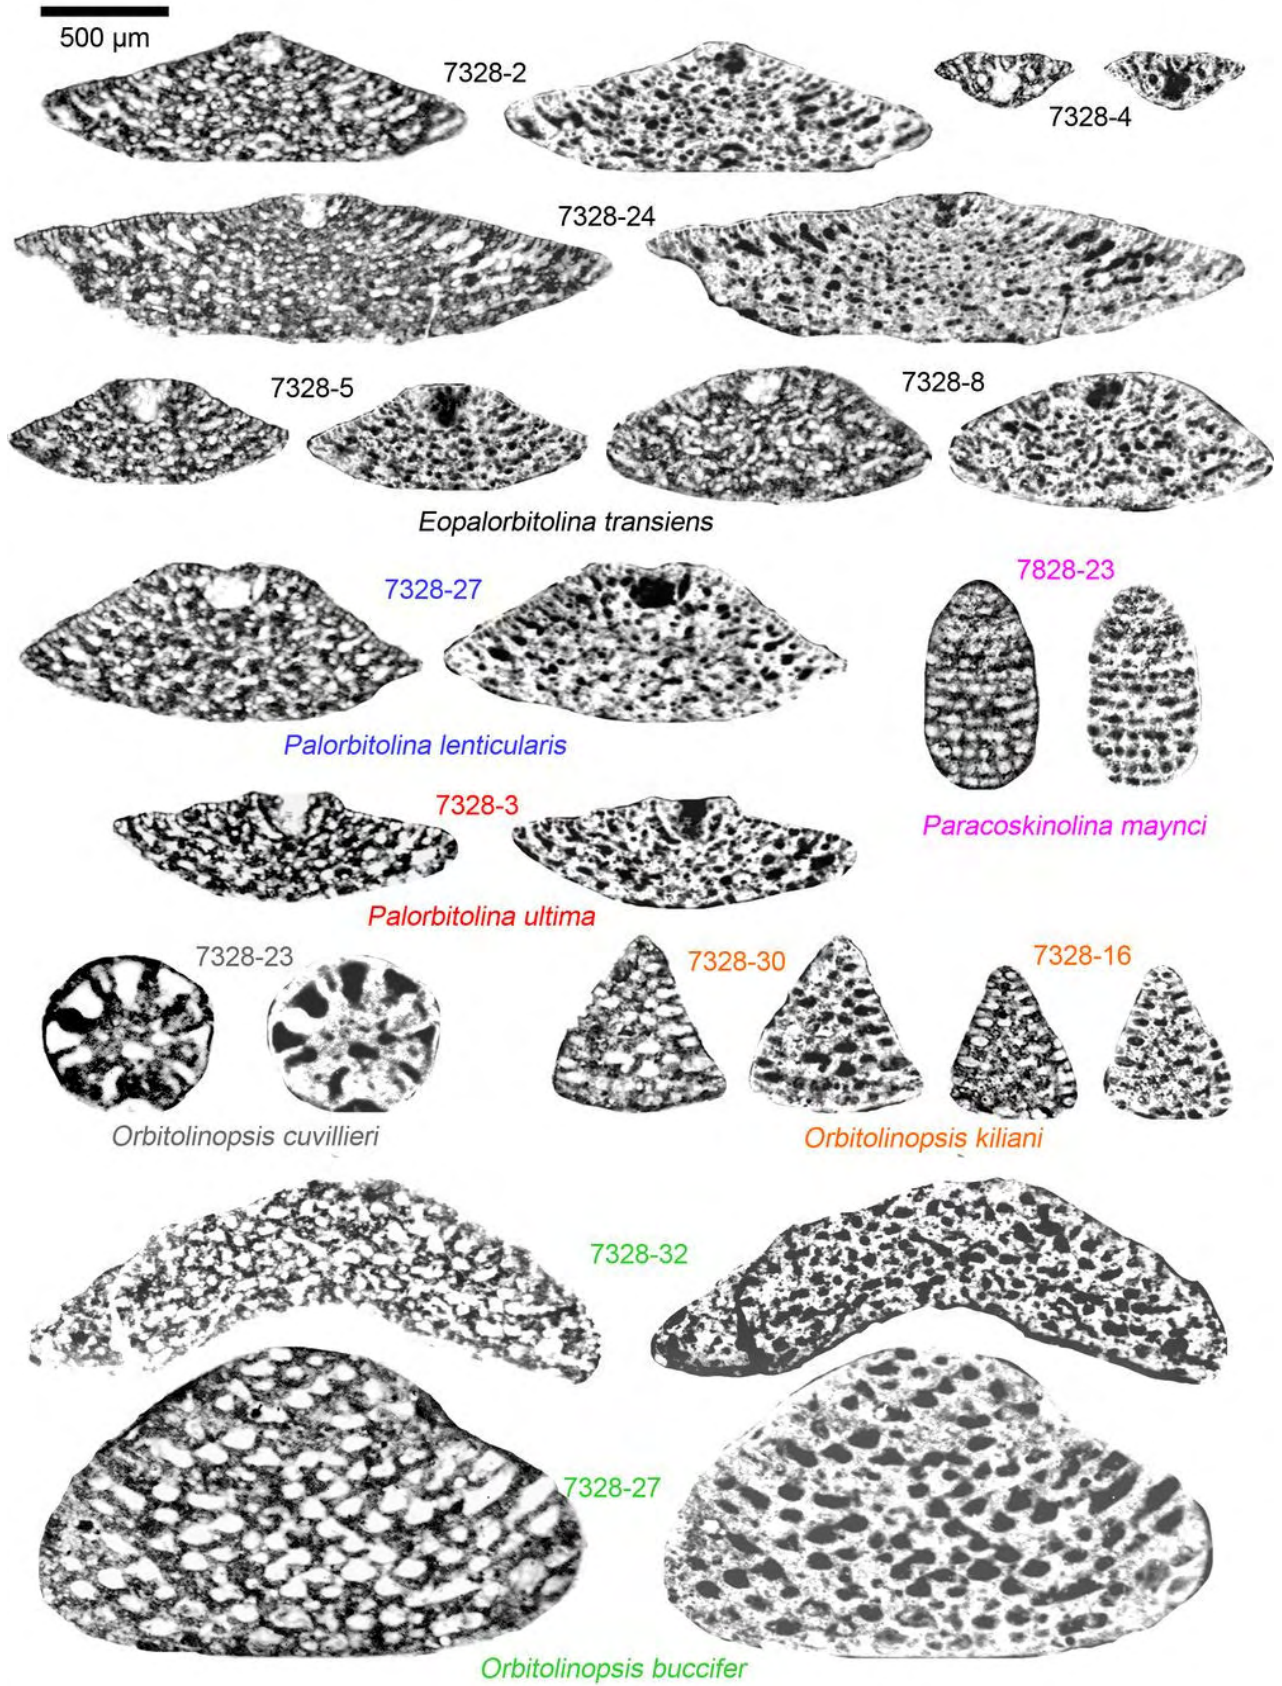 500 µm
7328-2
7328-4
7328-24
7328-5
7328-8
Eopalorbitolina transiens
7328-27
7828-23
Palorbitolina lenticularis
7328-3
Paracoskinolina maynci
Palorbitolina ultima
7328-23
7328-30
7328-16
Orbitolinopsis cuvillieri
Orbitolinopsis kiliani
7328-32
7328-27
Orbitolinopsis buccifer